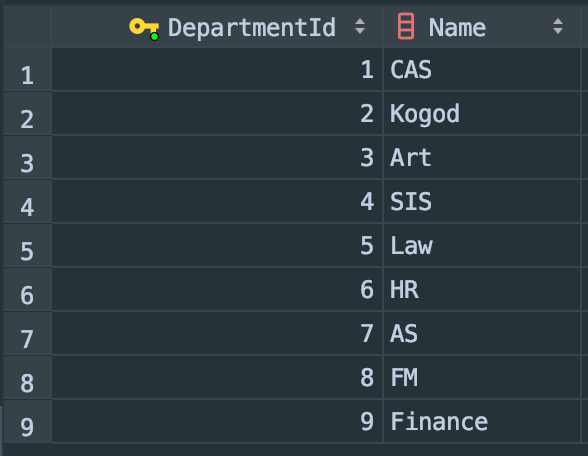 DepartmentId Name
1 1 CAS
2 2 Kogod
3 3 Art
4 4 SIS
5 5 Law
6 6 HR
7 7 AS
8 8 FM
9 9 Finance